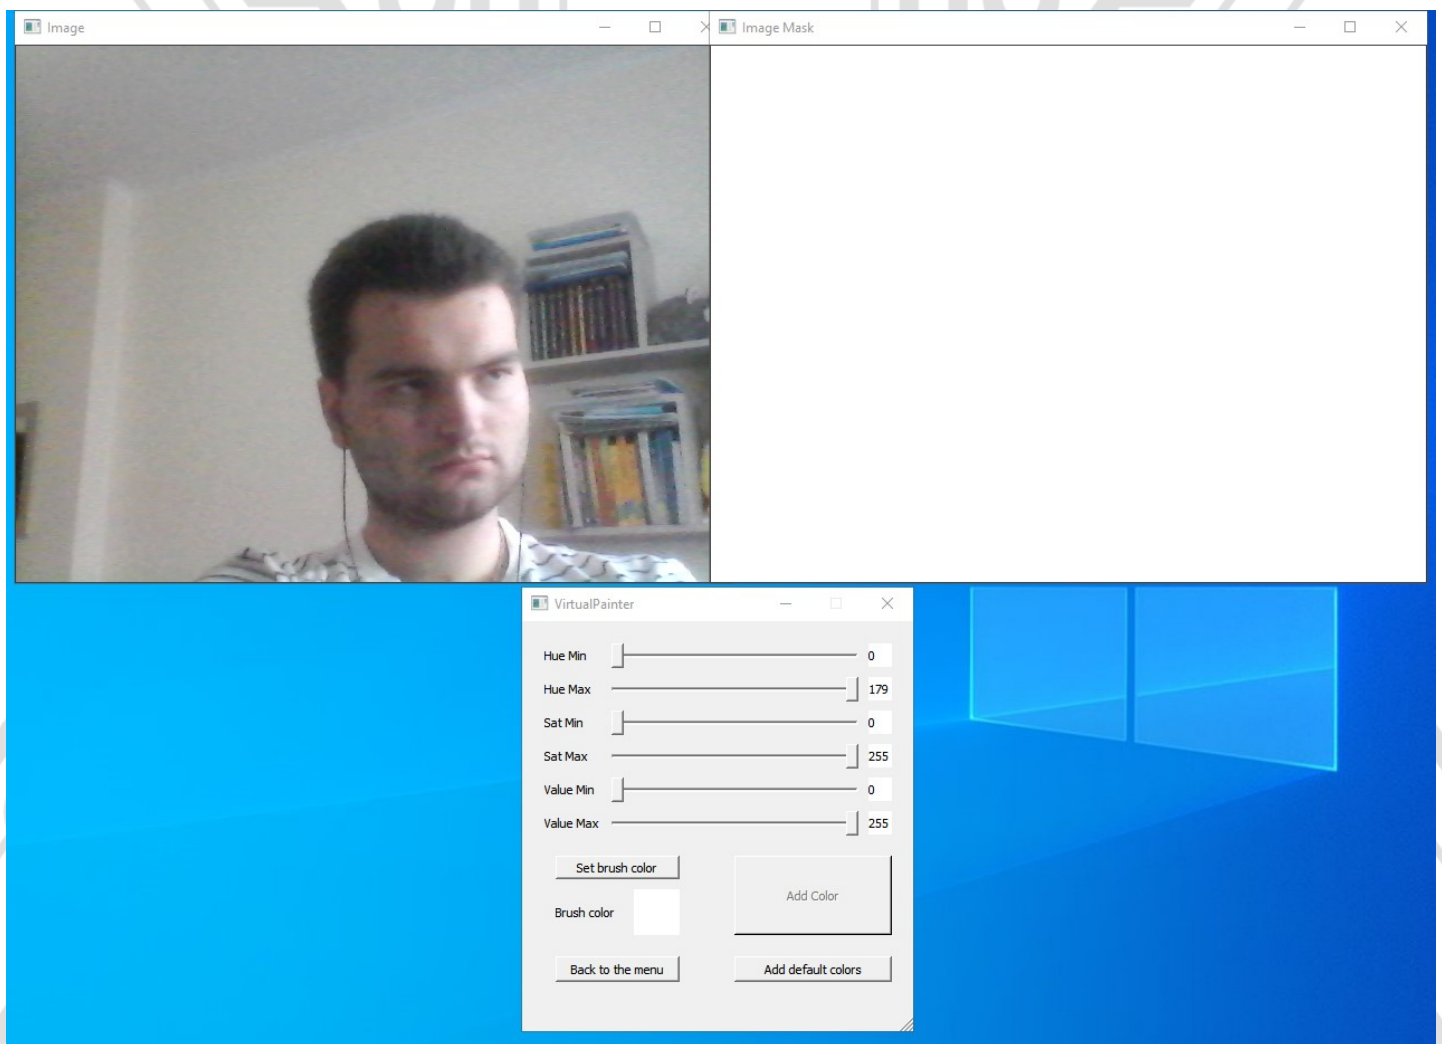 Image
Image Mask
VirtualPainter
Hue Min 0
Hue Max 179
Sat Min 0
Sat Max 255
Value Min 0
Value Max 255
Set brush color
Add Color
Brush color
Back to the menu Add default colors